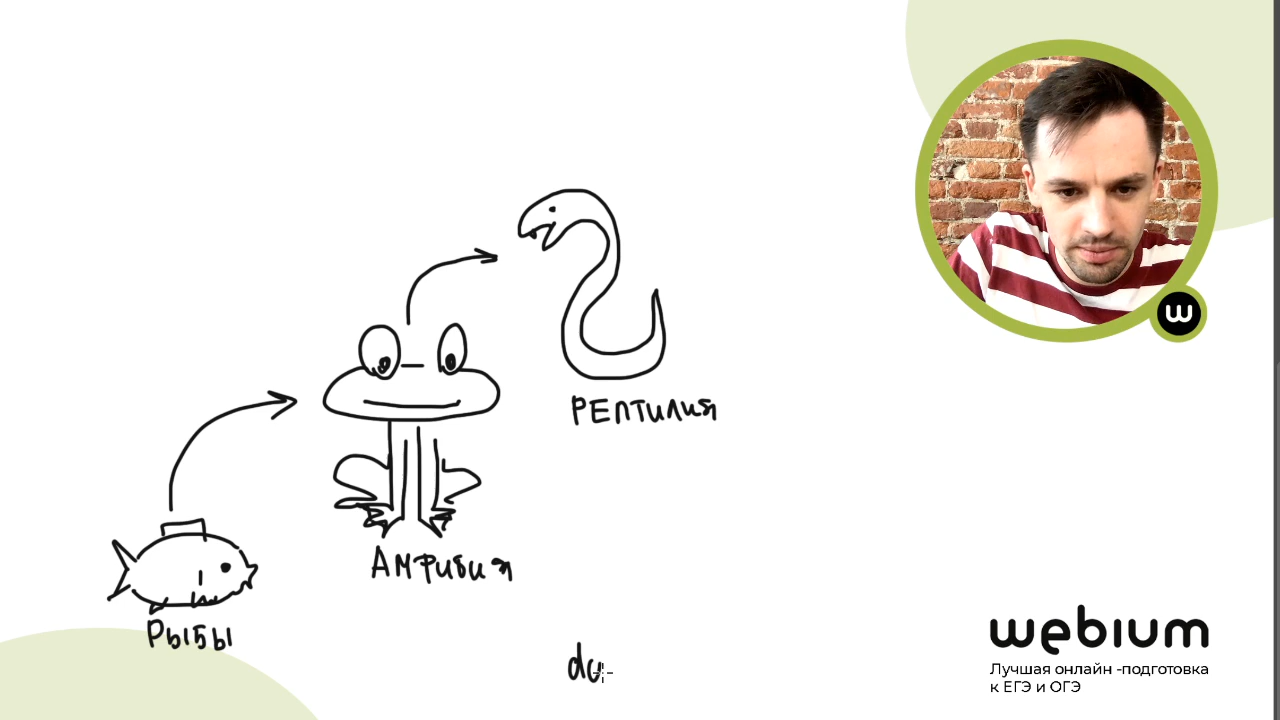 РЕПТИЛИЯ
АМФИБИЯ
РЫБЫ
w
webium
Лучшая онлайн -подготовка
к ЕГЭ и ОГЭ